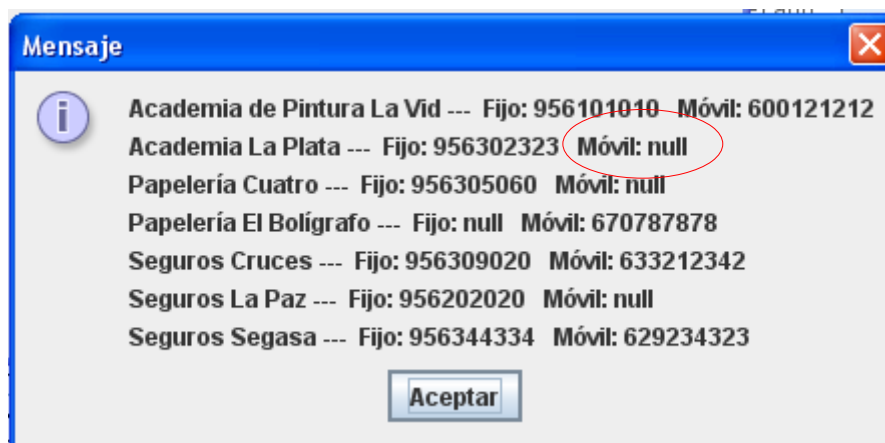 Mensaje
Academia de Pintura La Vid --- Fijo: 956101010 Móvil: 600121212
Academia La Plata --- Fijo: 956302323 Móvil: null
Papelería Cuatro --- Fijo: 956305060 Móvil: null
Papelería El Bolígrafo --- Fijo: null Móvil: 670787878
Seguros Cruces --- Fijo: 956309020 Móvil: 633212342
Seguros La Paz --- Fijo: 956202020 Móvil: null
Seguros Segasa --- Fijo: 956344334 Móvil: 629234323
Aceptar